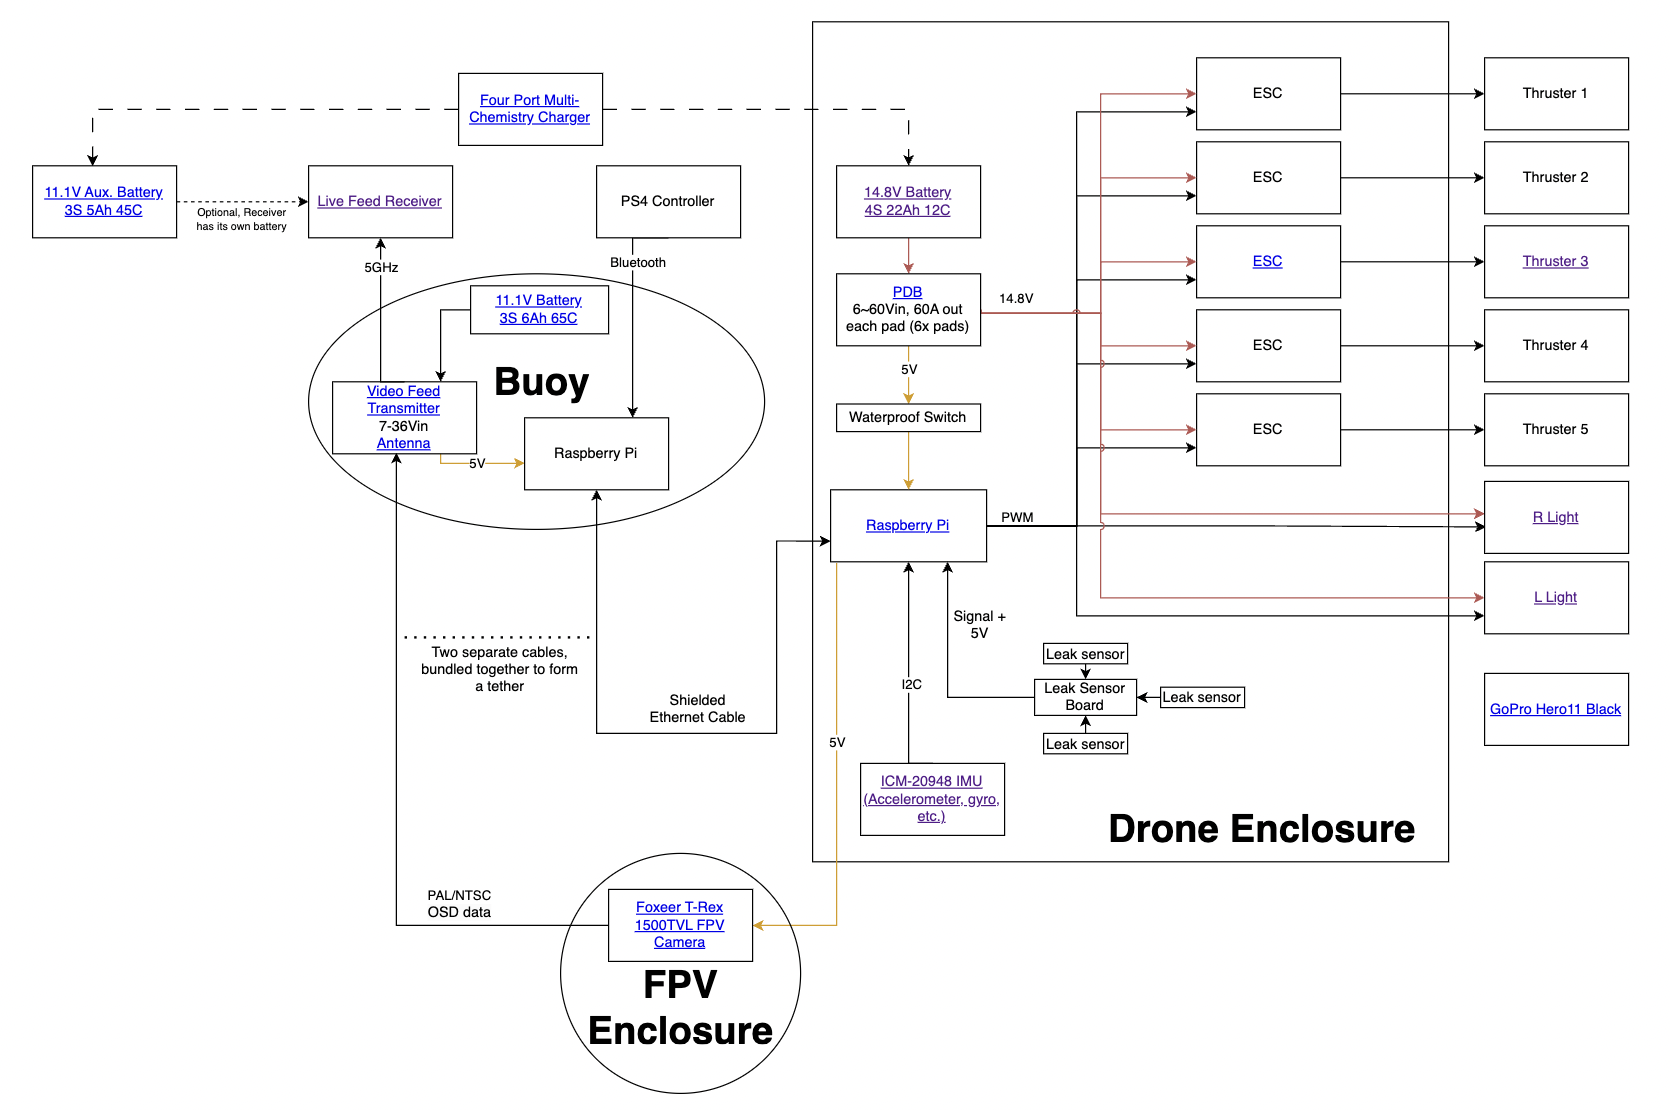 Four Port Multi-
Chemistry Charger
11.1V Aux. Battery
3S 5Ah 45C
Optional, Receiver
has its own battery
Live Feed Receiver
PS4 Controller
5GHz
Bluetooth
11.1V Battery
3S 6Ah 65C
Buoy
Video Feed
Transmitter
7-36Vin
Antenna
5V
Raspberry Pi
Two separate cables,
bundled together to form
a tether
Shielded
Ethernet Cable
PAL/NTSC
OSD data
Foxeer T-Rex
1500TVL FPV
Camera
FPV
Enclosure
14.8V Battery
4S 22Ah 12C
PDB
6~60Vin, 60A out
each pad (6x pads)
14.8V
5V
Waterproof Switch
Raspberry Pi
PWM
Signal +
5V
I2C
5V
ICM-20948 IMU
(Accelerometer, gyro,
etc.)
Leak sensor
Leak Sensor
Board
Leak sensor
Leak sensor
Drone Enclosure
ESC
Thruster 1
ESC
Thruster 2
ESC
Thruster 3
ESC
Thruster 4
ESC
Thruster 5
R Light
L Light
GoPro Hero11 Black